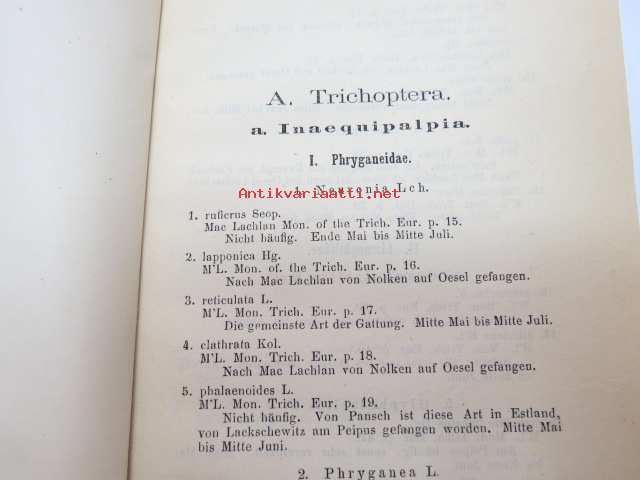 A. Trichoptera.
a. Inaequipalpia.
I. Phryganeidae.
Antikvariaatti.net
1. Neuronia Lch.
1. ruficrus Scop.
Mac Lachlan Mon. of the Trich. Eur. p. 15.
Nicht häufig. Ende Mai bis Mitte Juli.
2. lapponica Hg.
M'L. Mon. of. the Trich. Eur. p. 16.
Nach Mac Lachlan von Nolken auf Oesel gefangen.
3. reticulata L.
M'L. Mon. Trich. Eur. p. 17.
Die gemeinste Art der Gattung. Mitte Mai bis Mitte Juli.
4. clathrata Kol.
M'L. Mon. Trich. Eur. p. 18.
Nach Mac Lachlan von Nolken auf Oesel gefangen.
5. phalaenoides L.
M'L. Mon. Trich. Eur. p. 19.
Nicht häufig. Von Pansch ist diese Art in Estland,
von Lackschewitz am Peipus gefangen worden. Mitte Mai
bis Mitte Juni.
2. Phryganea L.